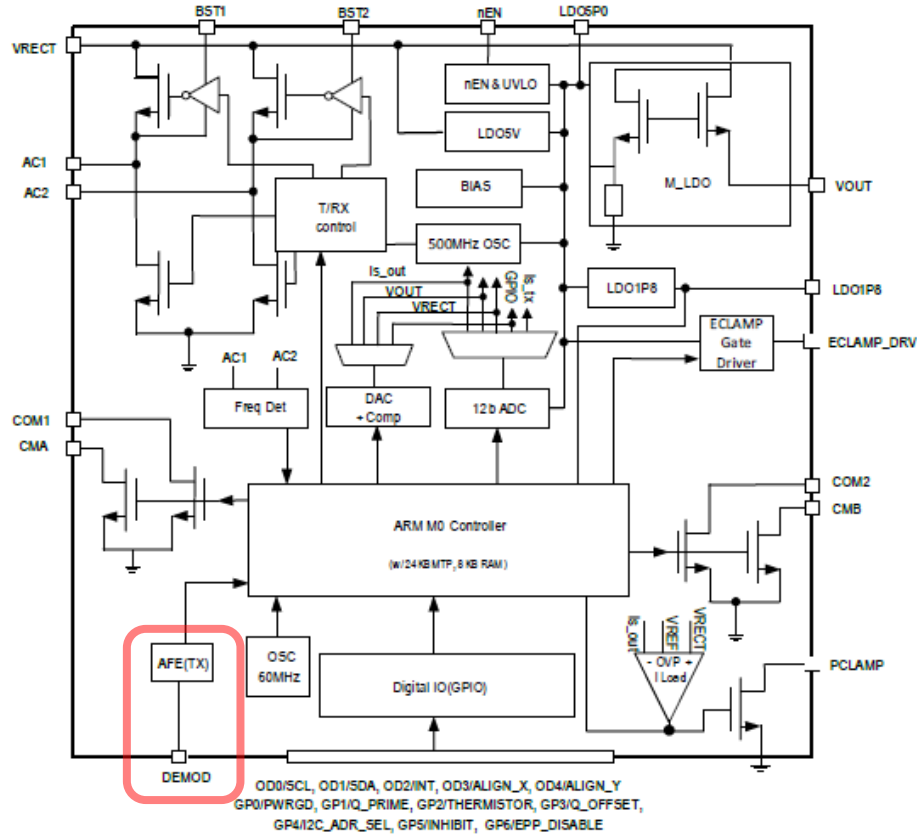 BST1
BST2
nEN
LDO5P0
VRECT
nEN & UVLO
LDO5V
M_LDO
AC1
AC2
BIAS
VOUT
T/RX
control
500MHz OSC
Is_out
VOUT
VRECT
GPIO
Is_tx
LDO1P8
LDO1P8
ECLAMP
Gate
Driver
ECLAMP_DRV
AC1
AC2
Freq Det
DAC
+ Comp
12b ADC
COM1
CMA
COM2
CMB
ARM M0 Controller
(w/ 24KB MTP, 8 KB RAM)
AFE(TX)
OSC
60MHz
Digital IO(GPIO)
Is_out
VREF
VRECT
- OVP +
I Load
PCLAMP
DEMOD
OD0/SCL, OD1/SDA, OD2/INT, OD3/ALIGN_X, OD4/ALIGN_Y
GP0/PWRGD, GP1/Q_PRIME, GP2/THERMISTOR, GP3/Q_OFFSET,
GP4/I2C_ADR_SEL, GP5/INHIBIT, GP6/EPP_DISABLE